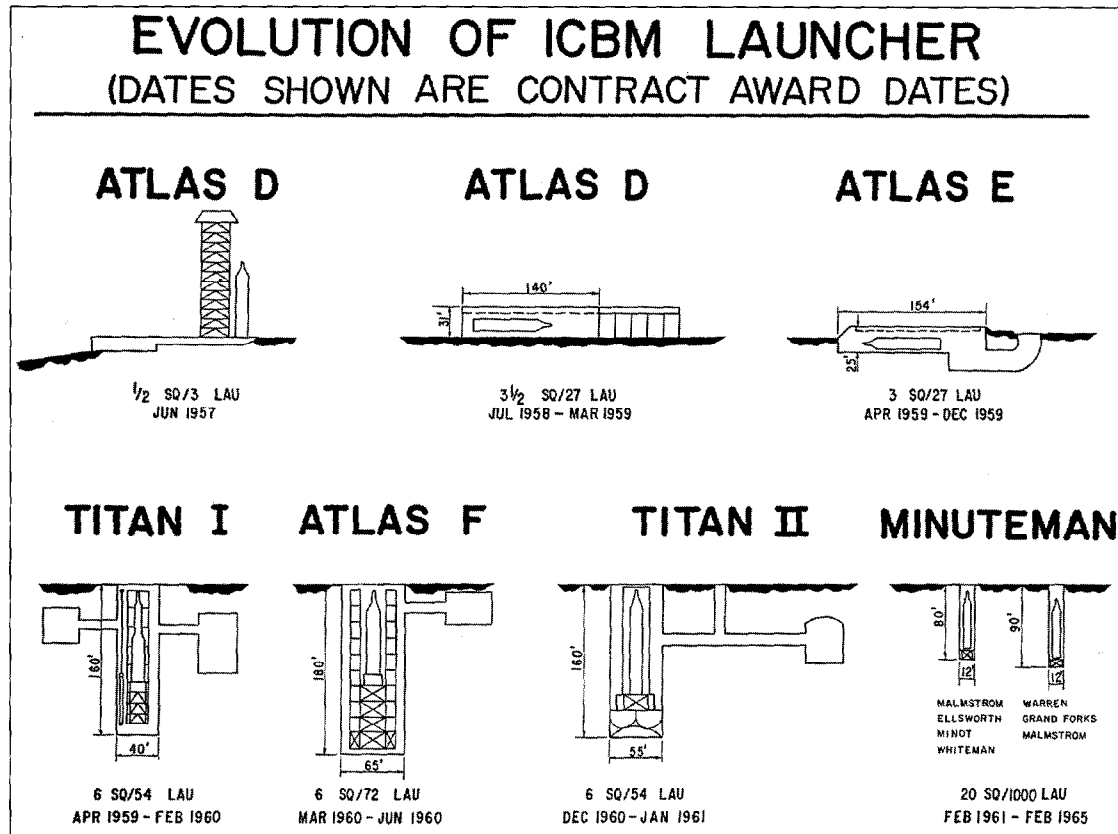 EVOLUTION OF ICBM LAUNCHER
(DATES SHOWN ARE CONTRACT AWARD DATES)
ATLAS D
1/2 SQ/3 LAU
JUN 1957
ATLAS D
140'
31'
3 1/2 SQ/27 LAU
JUL 1958 – MAR 1959
ATLAS E
154'
25'
3 SQ/27 LAU
APR 1959 – DEC 1959
TITAN I
160'
40'
6 SQ/54 LAU
APR 1959 – FEB 1960
ATLAS F
180'
65'
6 SQ/72 LAU
MAR 1960 – JUN 1960
TITAN II
160'
55'
6 SQ/54 LAU
DEC 1960 – JAN 1961
MINUTEMAN
80'
12'
MALMSTROM
ELLSWORTH
MINOT
WHITEMAN
90'
12'
WARREN
GRAND FORKS
MALMSTROM
20 SQ/1000 LAU
FEB 1961 – FEB 1965